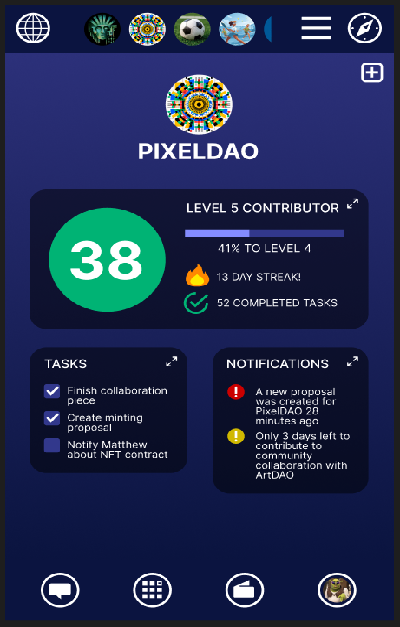 PIXELDAO
38
LEVEL 5 CONTRIBUTOR
41% TO LEVEL 4
13 DAY STREAK!
52 COMPLETED TASKS
TASKS
Finish collaboration
piece
Create minting
proposal
Notify Matthew
about NFT contract
NOTIFICATIONS
A new proposal
was created for
PixelDAO 28
minutes ago
Only 3 days left to
contribute to
community
collaboration with
ArtDAO